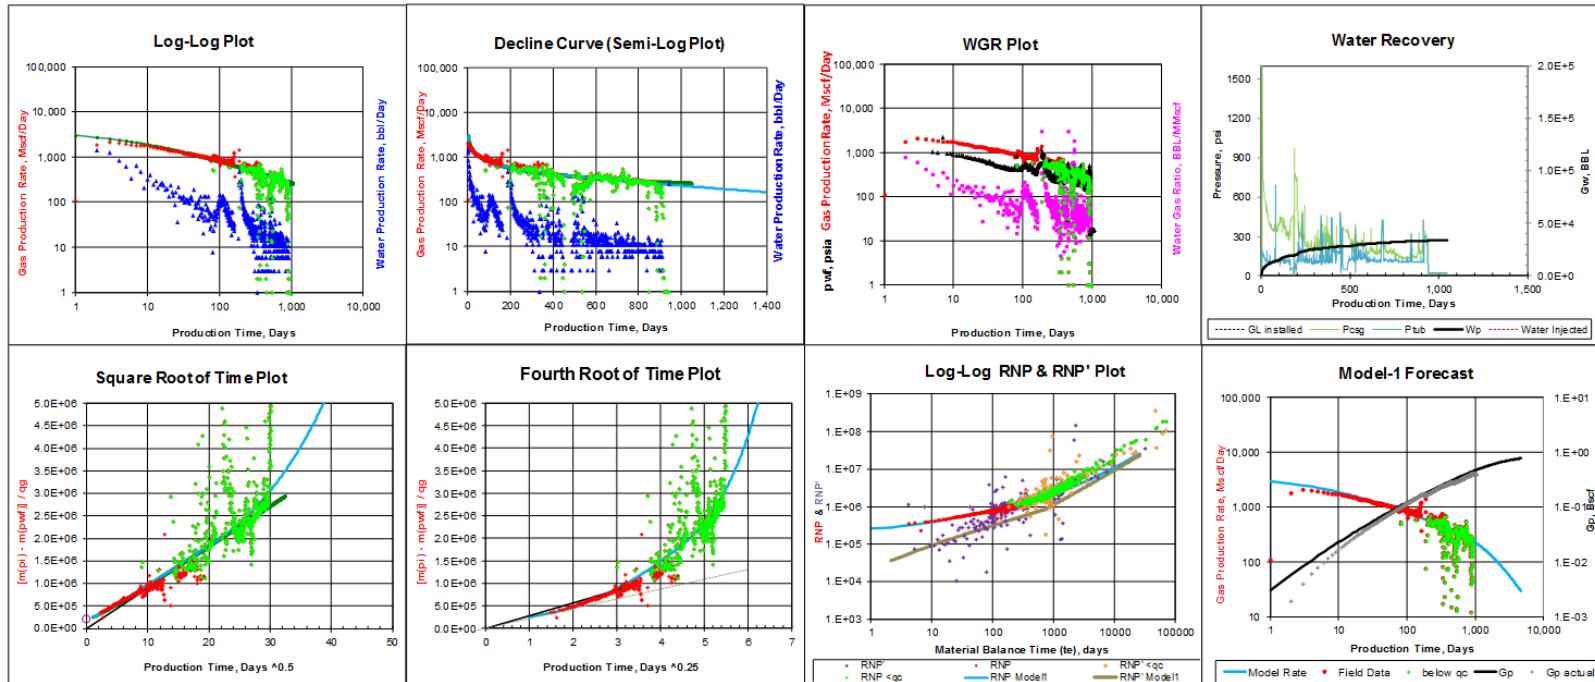 Log-Log Plot
100,000
10,000
1,000
100
10
1
1
10
100
1,000
10,000
Gas Production Rate, Mscf/Day
Water Production Rate, bbl/Day
Production Time, Days
Decline Curve (Semi-Log Plot)
100,000
10,000
1,000
100
10
1
0
200
400
600
800
1,000
1,200
1,400
Gas Production Rate, Mscf/Day
Water Production Rate, bbl/Day
Production Time, Days
WGR Plot
100,000
10,000
1,000
100
10
1
1
10
100
1,000
10,000
pwf, psia Gas Production Rate, Mscf/Day
Water Gas Ratio, BBL/MMscf
Production Time, Days
Water Recovery
1500
1200
900
600
300
0
2.0E+5
1.5E+5
1.0E+5
5.0E+4
0.0E+0
0
500
1,000
1,500
Pressure, psi
Gw, BBL
Production Time, Days
GL installed
Pcsg
Ptub
Wp
Water Injected
Square Root of Time Plot
5.0E+06
4.5E+06
4.0E+06
3.5E+06
3.0E+06
2.5E+06
2.0E+06
1.5E+06
1.0E+06
5.0E+05
0.0E+00
0
10
20
30
40
50
[m(pi) - m(pwf)] / qg
Production Time, Days ^0.5
Fourth Root of Time Plot
5.0E+06
4.5E+06
4.0E+06
3.5E+06
3.0E+06
2.5E+06
2.0E+06
1.5E+06
1.0E+06
5.0E+05
0.0E+00
0
1
2
3
4
5
6
7
[m(pi) - m(pwf)] / qg
Production Time, Days ^0.25
Log-Log RNP & RNP' Plot
1.E+09
1.E+08
1.E+07
1.E+06
1.E+05
1.E+04
1.E+03
1
10
100
1000
10000
100000
RNP & RNP'
Material Balance Time (te), days
RNP'
RNP
RNP' <qc
RNP <qc
RNP Model1
RNP' Model1
Model-1 Forecast
100,000
10,000
1,000
100
10
1.E+01
1.E+00
1.E-01
1.E-02
1.E-03
1
10
100
1,000
10,000
Gas Production Rate, Mscf/Day
Gp, Bscf
Production Time, Days
Model Rate
Field Data
below qc
Gp
Gp actual